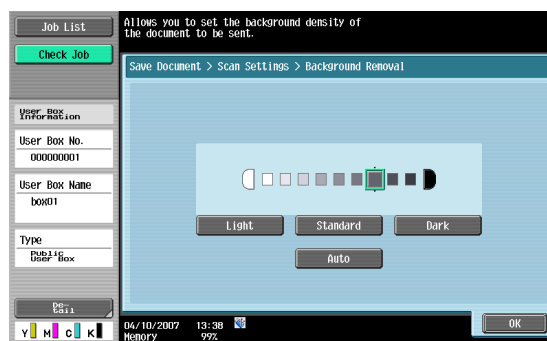 Job List
Check Job
Allows you to set the background density of
the document to be sent.
Save Document > Scan Settings > Background Removal
User Box
Information
User Box No.
000000001
User Box Name
box01
Type
Public
User Box
De-
tail
Light
Standard
Dark
Auto
Y M C K
04/10/2007 13:38
Memory 99%
OK